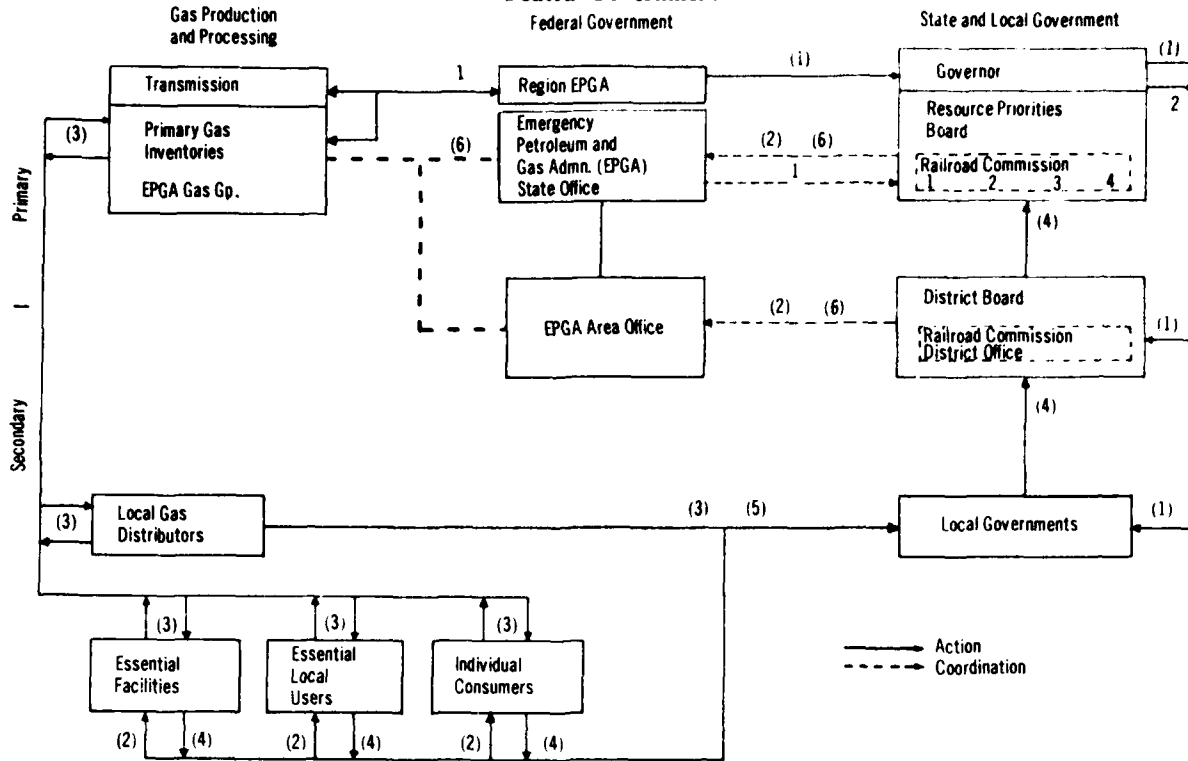 Gas Production
and Processing
Federal Government
State and Local Government
Transmission
1
Region EPGA
(1)
Governor
(1)
2
(3)
Primary Gas
Inventories
EPGA Gas Gp.
(6)
Emergency
Petroleum and
Gas Admn. (EPGA)
State Office
(2) (6)
1
Resource Priorities
Board
Railroad Commission
1 2 3 4
Primary
(4)
EPGA Area Office
(2) (6)
District Board
Railroad Commission
District Office
(1)
I
Secondary
(4)
(3)
Local Gas
Distributors
(3) (5)
Local Governments
(1)
(3)
(3)
(3)
Essential
Facilities
Essential
Local
Users
Individual
Consumers
Action
Coordination
(2) (4)
(2) (4)
(2) (4)